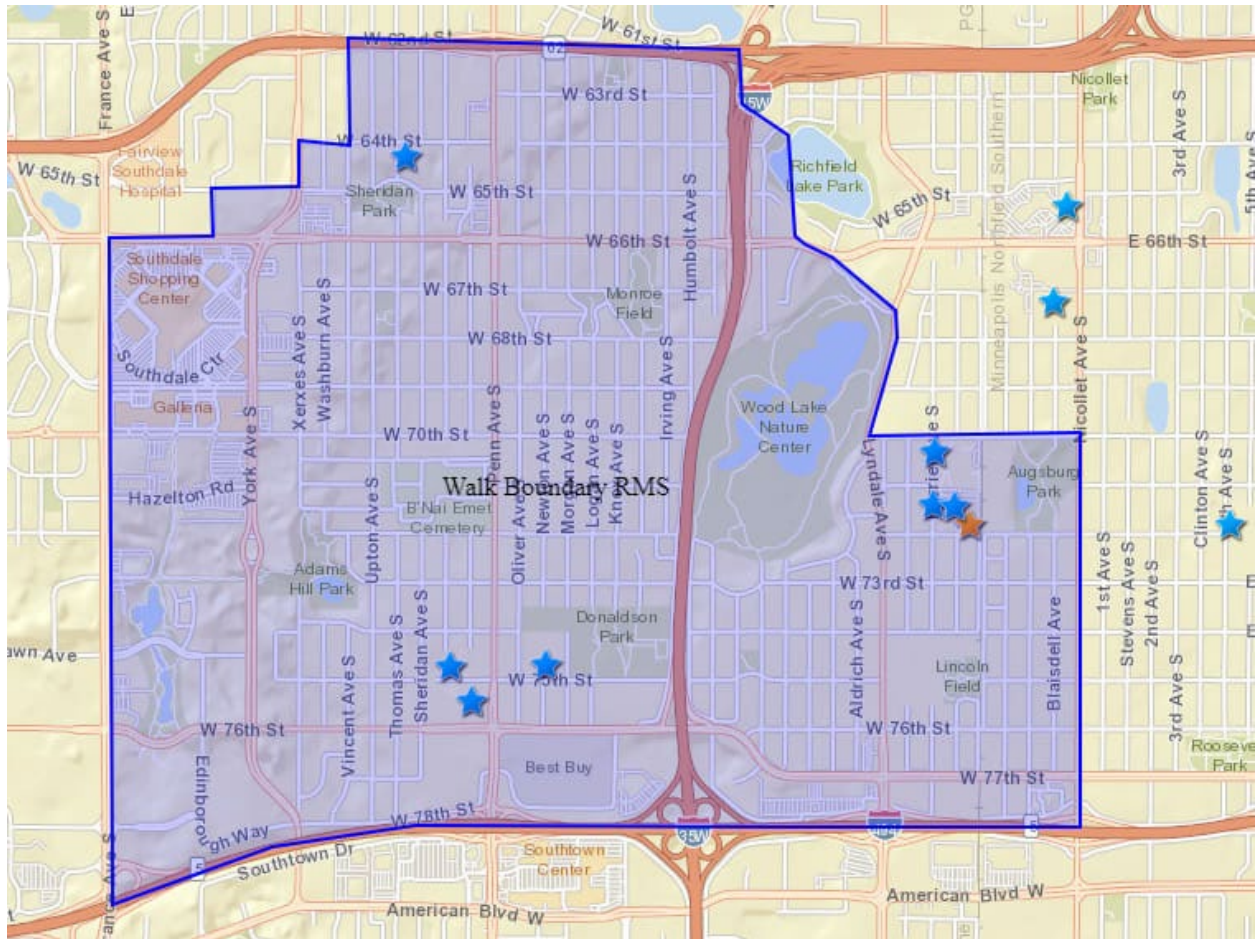 W 62nd St
62
W 61st St
France Ave S
W 63rd St
35W
Nicollet
Park
3rd Ave S
5th Ave S
Fairview
Southdale
Hospital
W 65th St
W 64th St
Sheridan
Park
W 65th St
Humbolt Ave S
Richfield
Lake Park
W 65th St
Minneapolis Northfield Southern
W 66th St
E 66th St
Southdale
Shopping
Center
W 67th St
Monroe
Field
Xerxes Ave S
Washburn Ave S
W 68th St
Southdale Ctr
Irving Ave S
Nicollet Ave S
Galleria
York Ave S
W 70th St
Penn Ave S
Wood Lake
Nature
Center
Lyndale Ave S
Augsburg
Park
Clinton Ave S
Hazelton Rd
Walk Boundary RMS
Upton Ave S
B'Nai Emet
Cemetery
Oliver Ave S
Newton Ave S
Morgan Ave S
Logan Ave S
Knox Ave S
Adams
Hill Park
W 73rd St
1st Ave S
Stevens Ave S
2nd Ave S
Thomas Ave S
Sheridan Ave S
Donaldson
Park
Aldrich Ave S
Blaisdell Ave
awn Ave
Vincent Ave S
W 75th St
Lincoln
Field
3rd Ave S
W 76th St
W 76th St
Roosevel
Park
Edinborough Way
Best Buy
W 77th St
W 78th St
35W
Southtown Dr
Southtown
Center
France Ave S
American Blvd W
American Blvd W